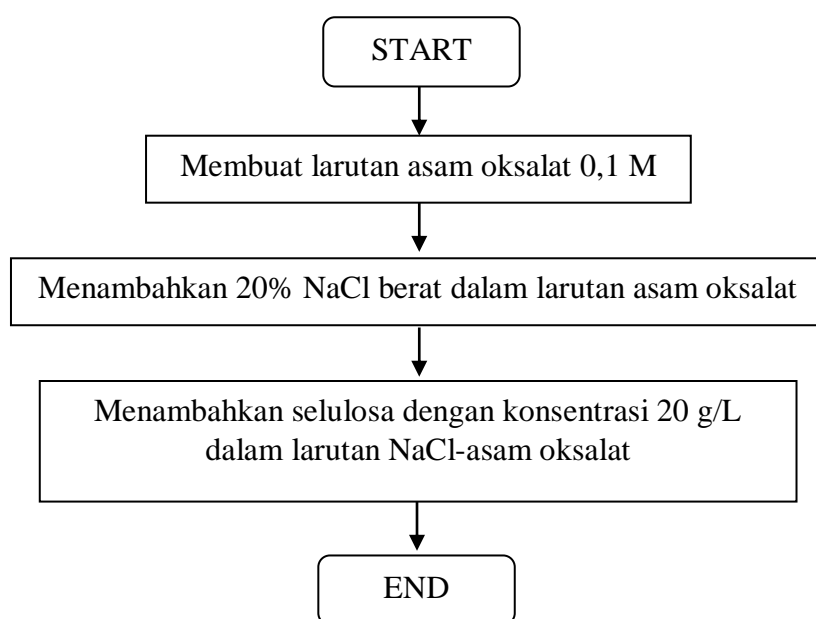 START
Membuat larutan asam oksalat 0,1 M
Menambahkan 20% NaCl berat dalam larutan asam oksalat
Menambahkan selulosa dengan konsentrasi 20 g/L
dalam larutan NaCl-asam oksalat
END